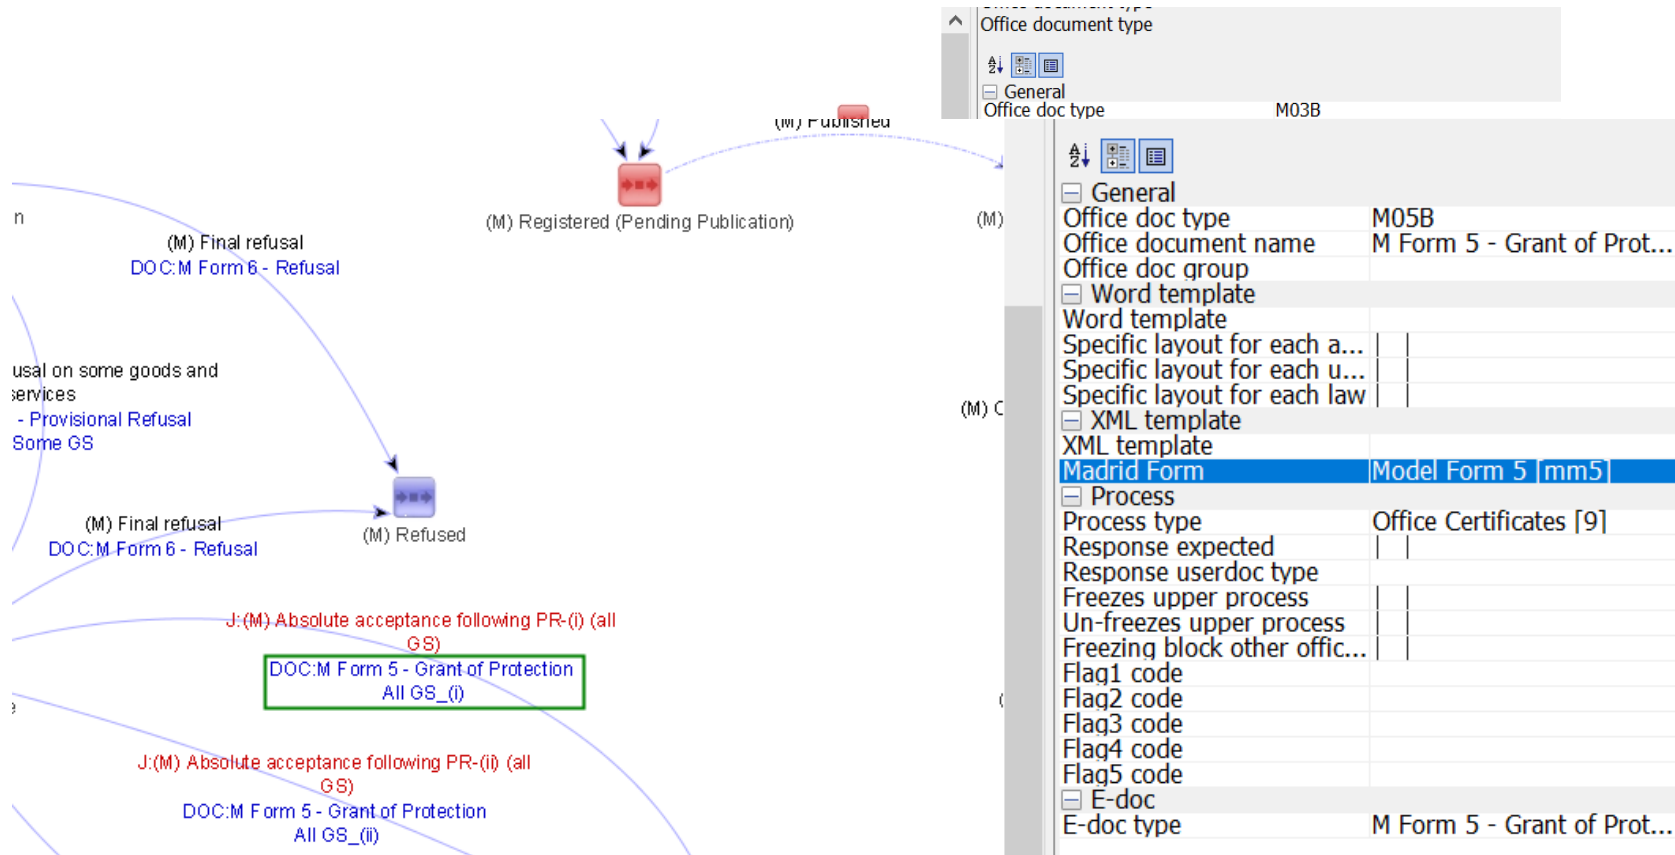 Office document type
General
Office doc type M03B
(M) Published
(M) Registered (Pending Publication)
(M)
n
(M) Final refusal
DOC:M Form 6 - Refusal
usal on some goods and
services
- Provisional Refusal
Some GS
(M) C
(M) Refused
(M) Final refusal
DOC:M Form 6 - Refusal
J:(M) Absolute acceptance following PR-(i) (all
GS)
DOC:M Form 5 - Grant of Protection
All GS_(i)
(
e
J:(M) Absolute acceptance following PR-(ii) (all
GS)
DOC:M Form 5 - Grant of Protection
All GS_(ii)
General
Office doc type M05B
Office document name M Form 5 - Grant of Prot...
Office doc group
Word template
Word template
Specific layout for each a...
Specific layout for each u...
Specific layout for each law
XML template
XML template
Madrid Form Model Form 5 [mm5]
Process
Process type Office Certificates [9]
Response expected
Response userdoc type
Freezes upper process
Un-freezes upper process
Freezing block other offic...
Flag1 code
Flag2 code
Flag3 code
Flag4 code
Flag5 code
E-doc
E-doc type M Form 5 - Grant of Prot...